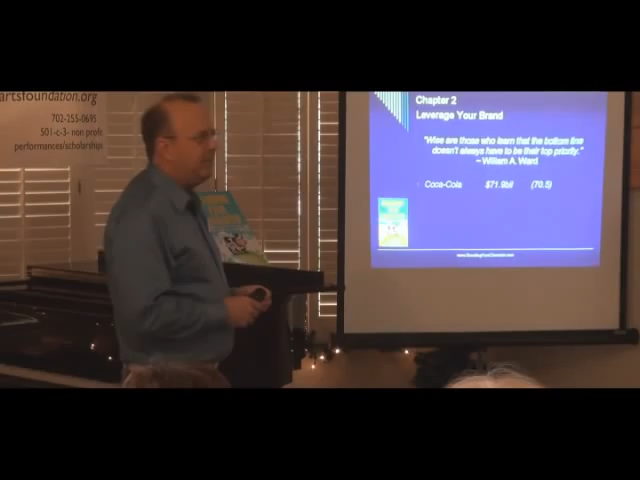 artsfoundation.org
702-255-0695
501-c-3- non profit
performances/scholarships
Chapter 2
Leverage Your Brand
"Wise are those who learn that the bottom line
doesn't always have to be their top priority."
~ William A. Ward
Coca-Cola $71.9bil (70.5)